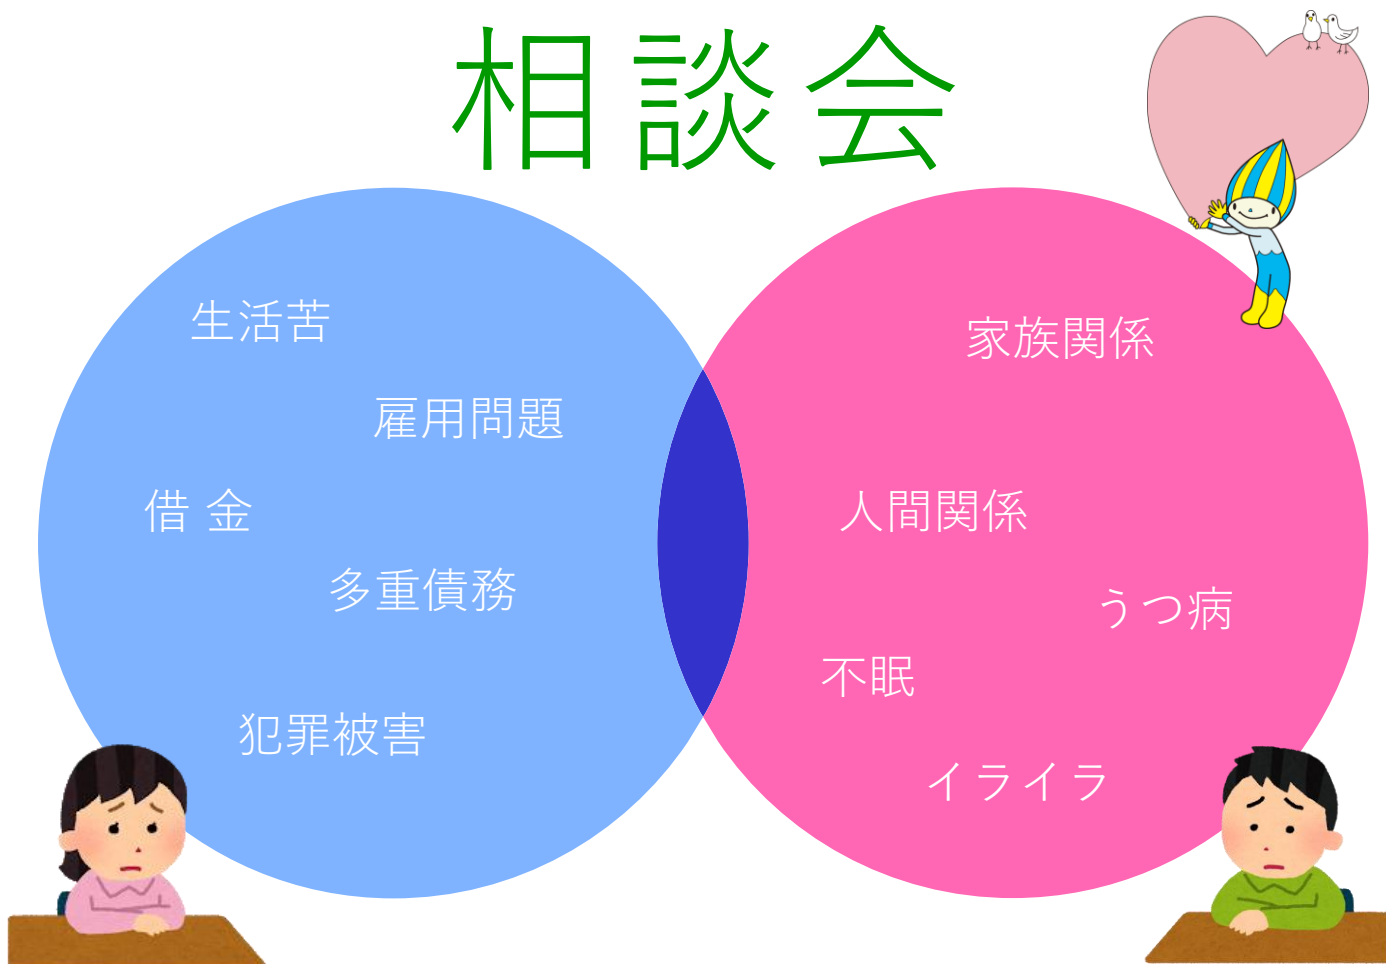 相談会
生活苦
雇用問題
借金
多重債務
犯罪被害
家族関係
人間関係
うつ病
不眠
イライラ